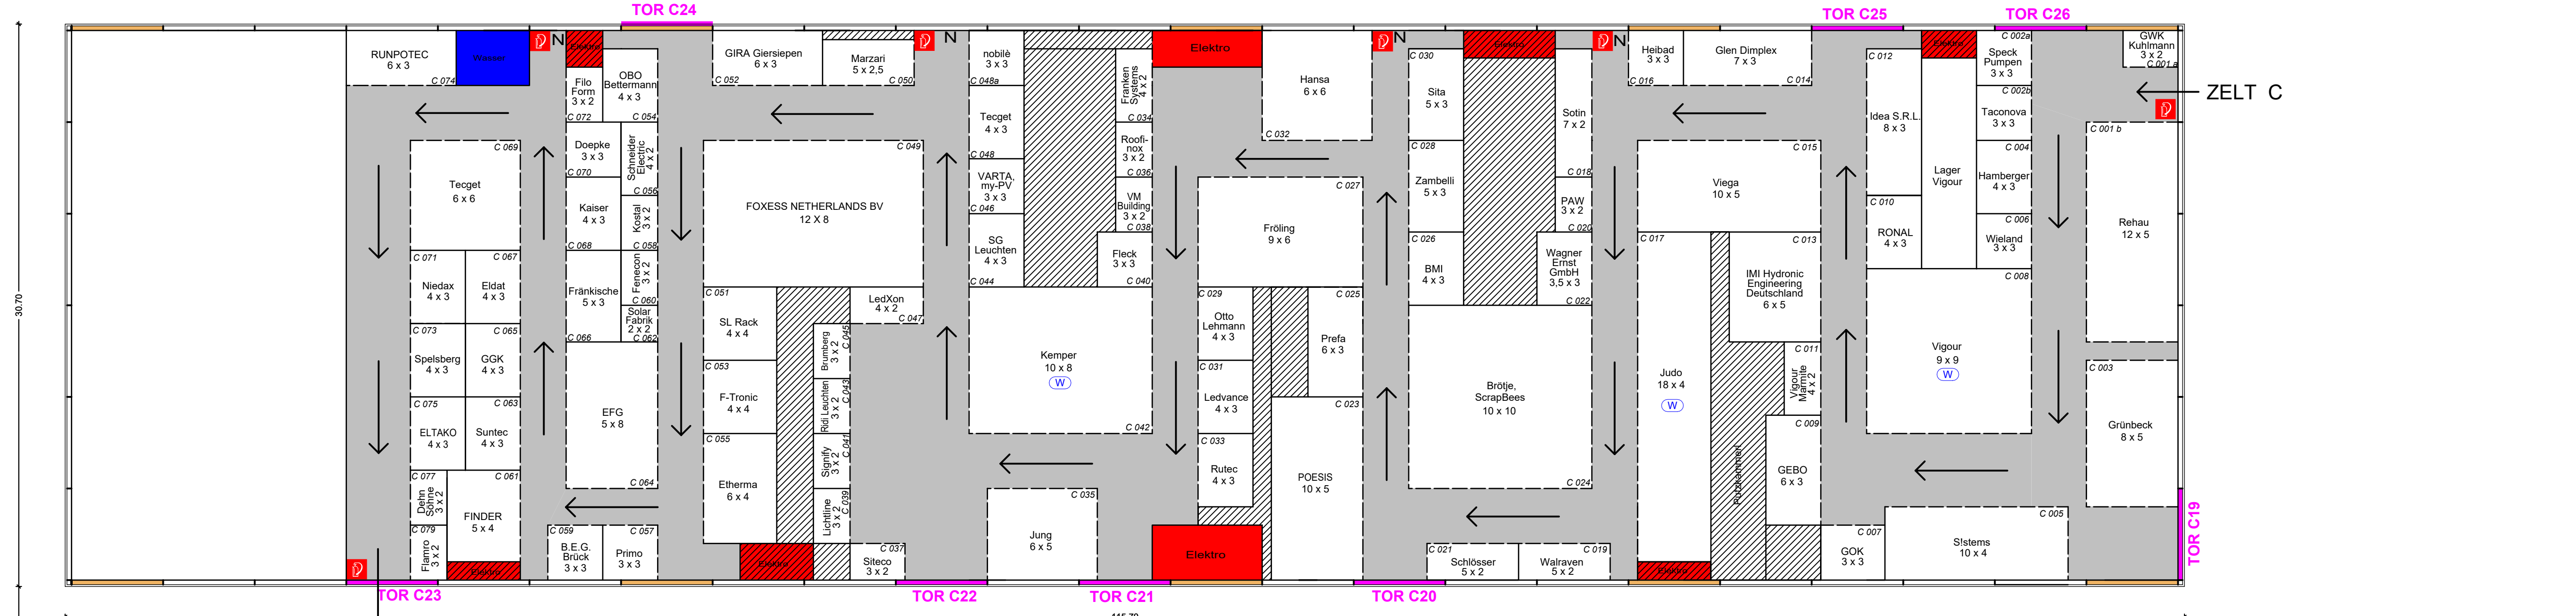 TOR C24
TOR C25
TOR C26
RUNPOTEC
6 x 3
C 074
Wasser
N
Elektro
Filo
Form
3 x 2
C 072
OBO
Bettermann
4 x 3
C 054
GIRA Giersiepen
6 x 3
C 052
Marzari
5 x 2,5
C 050
N
nobilè
3 x 3
C 048a
Franken
Systems
4 x 2
C 034
Elektro
Hansa
6 x 6
C 032
N
C 030
Sita
5 x 3
Elektro
Sotin
7 x 2
C 018
N
Heibad
3 x 3
C 016
Glen Dimplex
7 x 3
C 014
C 012
Idea S.R.L.
8 x 3
Elektro
C 002a
Speck
Pumpen
3 x 3
GWK
Kuhlmann
3 x 2
C 001 a
ZELT C
C 002b
Taconova
3 x 3
C 001 b
Rehau
12 x 5
C 069
Tecget
6 x 6
Doepke
3 x 3
C 070
Schneider
Electric
4 x 2
C 056
Kaiser
4 x 3
C 068
Kostal
3 x 2
C 058
C 049
FOXESS NETHERLANDS BV
12 X 8
Tecget
4 x 3
C 048
VARTA,
my-PV
3 x 3
C 046
SG
Leuchten
4 x 3
C 044
Roofi-
nox
3 x 2
C 036
VM
Building
3 x 2
C 038
Fleck
3 x 3
C 040
C 027
Fröling
9 x 6
C 028
Zambelli
5 x 3
C 026
BMI
4 x 3
PAW
3 x 2
C 020
Wagner
Ernst
GmbH
3,5 x 3
C 022
C 015
Viega
10 x 5
C 010
RONAL
4 x 3
Lager
Vigour
C 004
Hamberger
4 x 3
C 006
Wieland
3 x 3
C 071
Niedax
4 x 3
C 067
Eldat
4 x 3
Fränkische
5 x 3
C 066
Fenecon
3 x 2
C 060
Solar
Fabrik
2 x 2
C 062
C 051
SL Rack
4 x 4
LedXon
4 x 2
C 047
C 029
Otto
Lehmann
4 x 3
C 025
Prefa
6 x 3
C 017
Judo
18 x 4
W
C 013
IMI Hydronic
Engineering
Deutschland
6 x 5
C 008
Vigour
9 x 9
W
30.70
C 073
Spelsberg
4 x 3
C 065
GGK
4 x 3
C 045
Brumberg
3 x 2
Kemper
10 x 8
W
C 042
C 011
Vigour
Marmite
4 x 2
C 003
Grünbeck
8 x 5
C 075
ELTAKO
4 x 3
C 063
Suntec
4 x 3
EFG
5 x 8
C 064
C 053
F-Tronic
4 x 4
C 043
Ridi Leuchten
3 x 2
C 031
Ledvance
4 x 3
C 023
POESIS
10 x 5
Brötje,
ScrapBees
10 x 10
C 024
C 009
GEBO
6 x 3
C 077
Dehn
Söhne
3 x 2
C 061
FINDER
5 x 4
C 055
Etherma
6 x 4
C 041
Signify
3 x 2
C 039
Lichtline
3 x 2
C 035
Jung
6 x 5
C 033
Rutec
4 x 3
Putzkammerl
C 079
Flamro
3 x 2
Elektro
C 059
B.E.G.
Brück
3 x 3
C 057
Primo
3 x 3
Elektro
C 037
Siteco
3 x 2
Elektro
C 021
Schlösser
5 x 2
C 019
Walraven
5 x 2
Elektro
C 007
GOK
3 x 3
C 005
S!stems
10 x 4
TOR C19
TOR C23
TOR C22
TOR C21
TOR C20